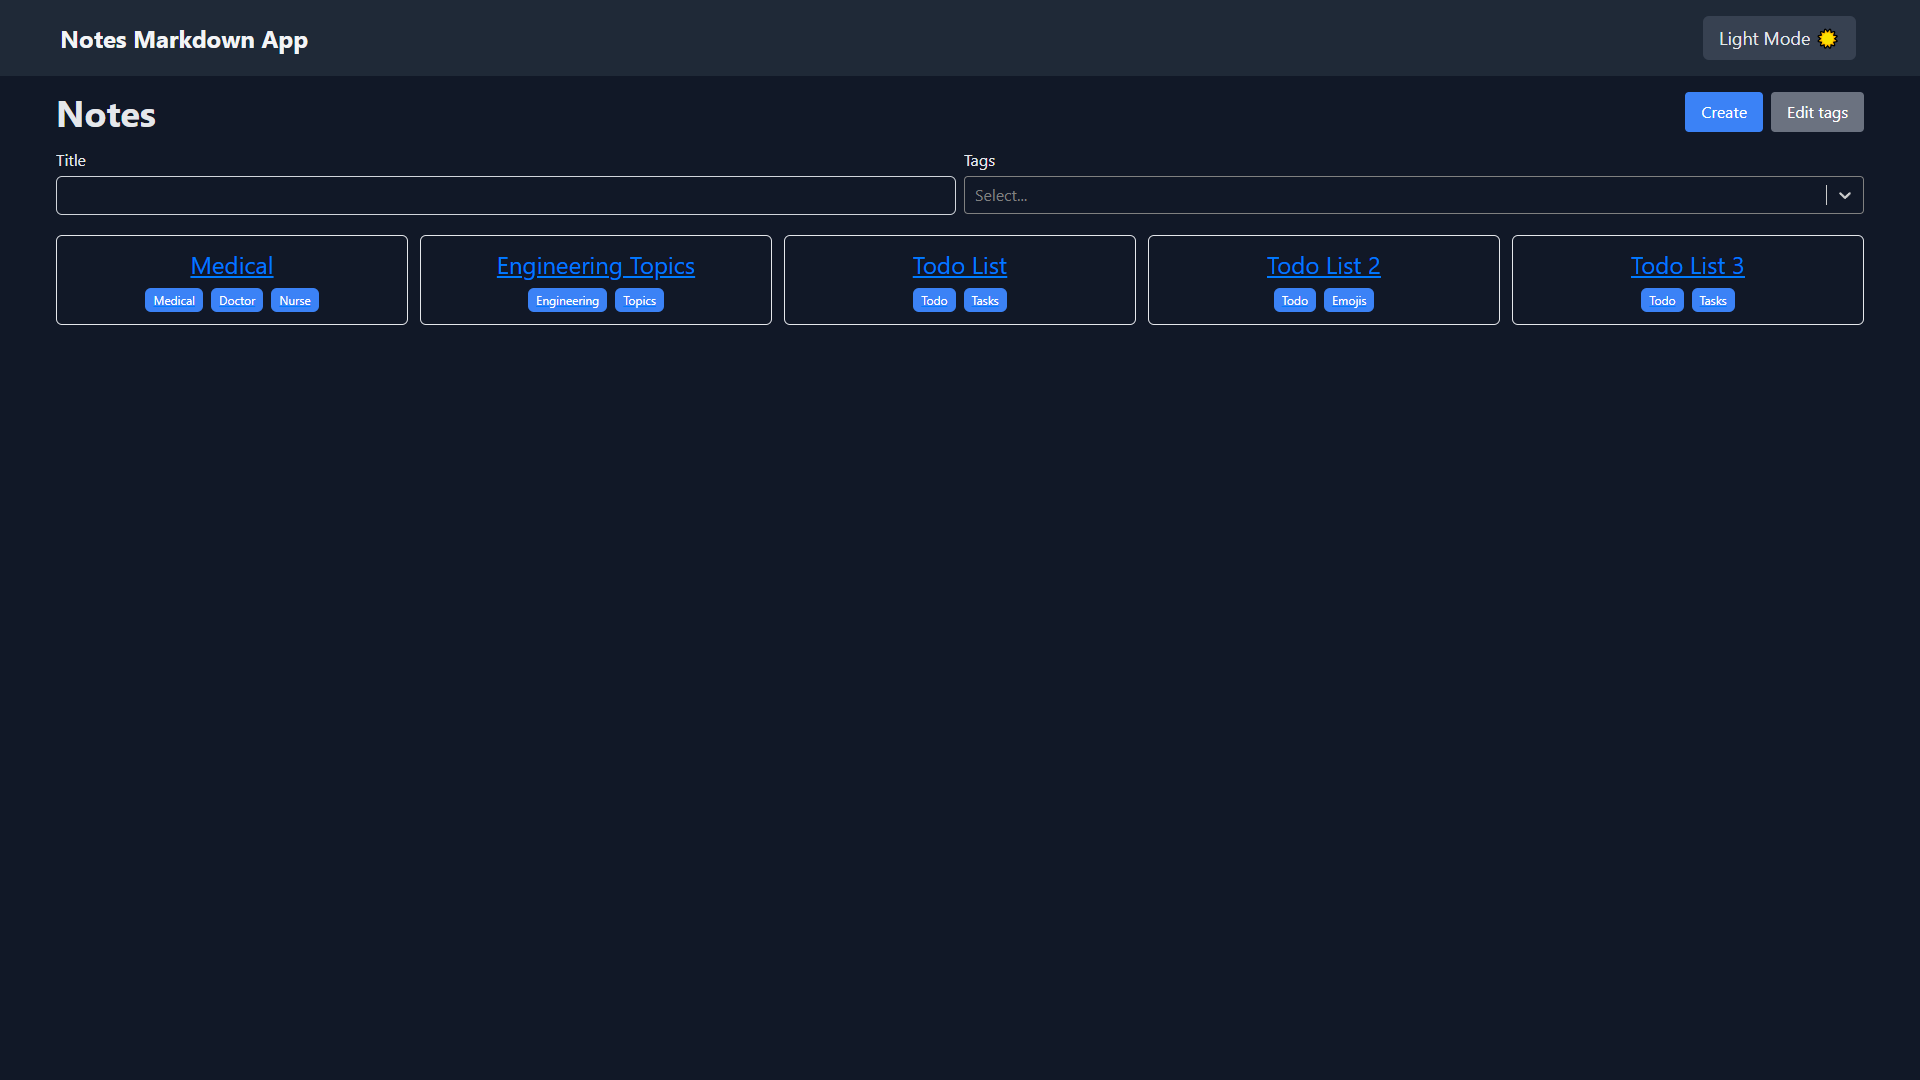 Notes Markdown App
Light Mode
Notes
Create
Edit tags
Title
Tags
Select...
Medical
Medical Doctor Nurse
Engineering Topics
Engineering Topics
Todo List
Todo Tasks
Todo List 2
Todo Emojis
Todo List 3
Todo Tasks